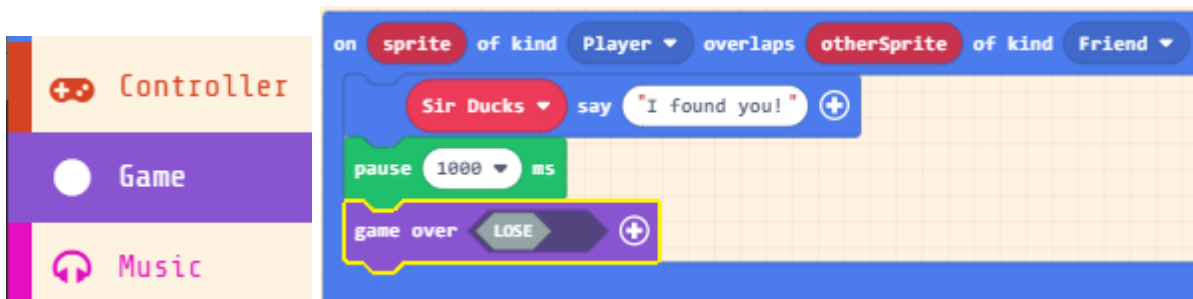 Controller
Game
Music
on sprite of kind Player overlaps otherSprite of kind Friend
Sir Ducks say "I found you!"
pause 1000 ms
game over LOSE